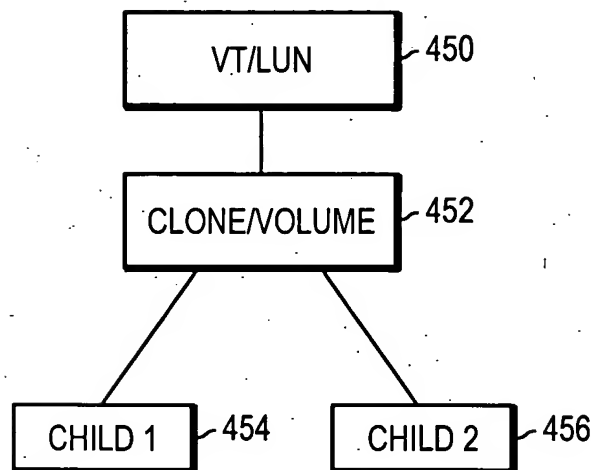 VT/LUN 450
CLONE/VOLUME 452
CHILD 1 454
CHILD 2 456